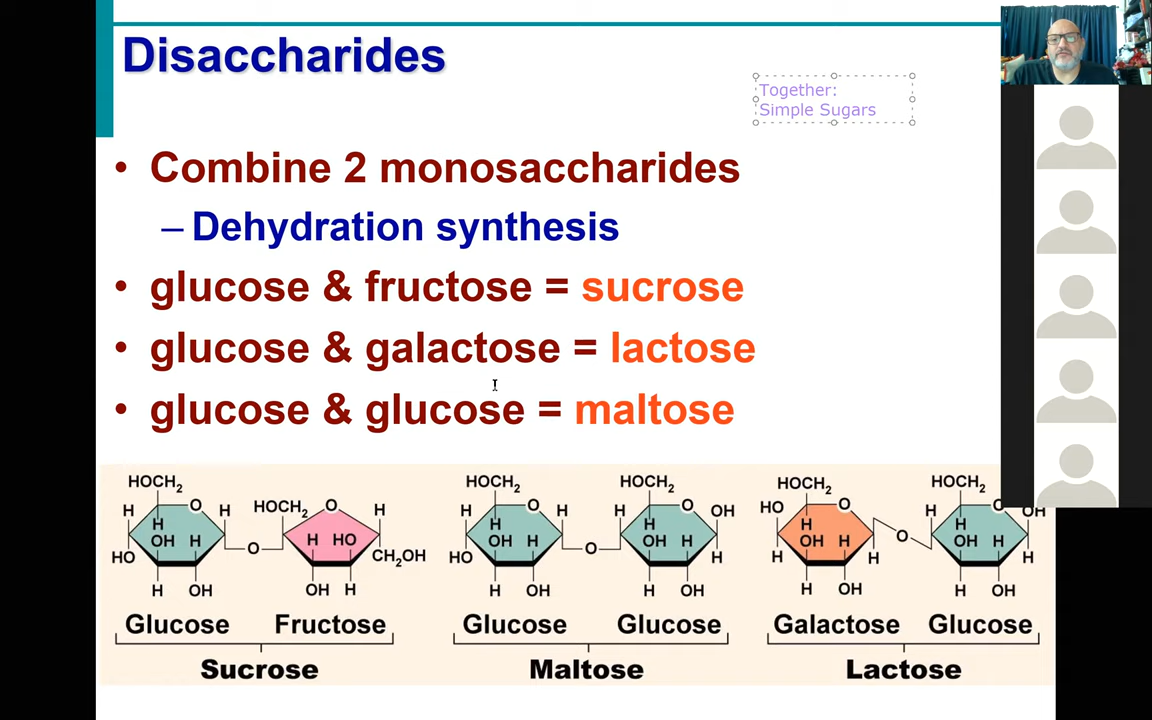 Disaccharides
Together:
Simple Sugars
• Combine 2 monosaccharides
– Dehydration synthesis
• glucose & fructose = sucrose
• glucose & galactose = lactose
• glucose & glucose = maltose
HOCH2 O H H H OH H HO H OH
O
HOCH2 O H H HO CH2OH OH H
HOCH2 O H H H OH H HO H OH
O
HOCH2 O OH H H OH H H H OH
HOCH2 O HO H OH H H H H OH
O
HOCH2 O OH H H OH H H H OH
Glucose Fructose Glucose Glucose Galactose Glucose
Sucrose Maltose Lactose